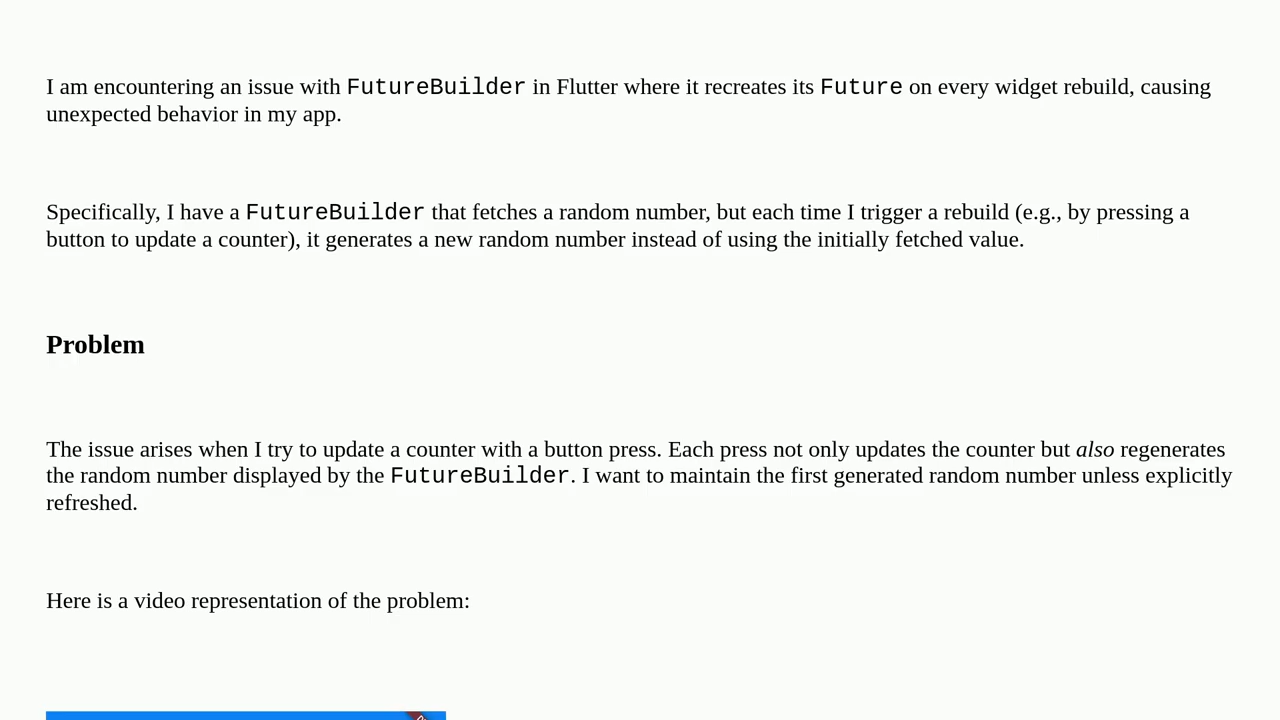 I am encountering an issue with FutureBuilder in Flutter where it recreates its Future on every widget rebuild, causing
unexpected behavior in my app.
Specifically, I have a FutureBuilder that fetches a random number, but each time I trigger a rebuild (e.g., by pressing a
button to update a counter), it generates a new random number instead of using the initially fetched value.
Problem
The issue arises when I try to update a counter with a button press. Each press not only updates the counter but also regenerates
the random number displayed by the FutureBuilder. I want to maintain the first generated random number unless explicitly
refreshed.
Here is a video representation of the problem: